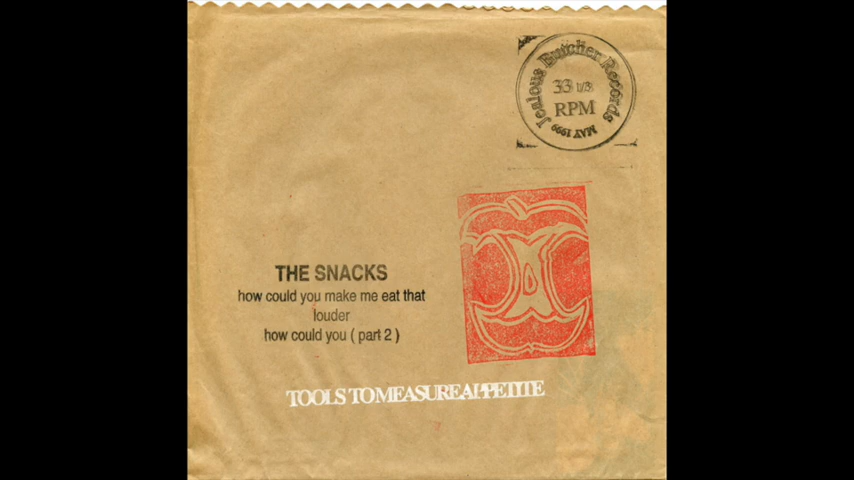 Jealous Butcher Records
33 1/3
RPM
MAY 1999
THE SNACKS
how could you make me eat that
louder
how could you ( part 2 )
TOOLS TO MEASURE APPETITE